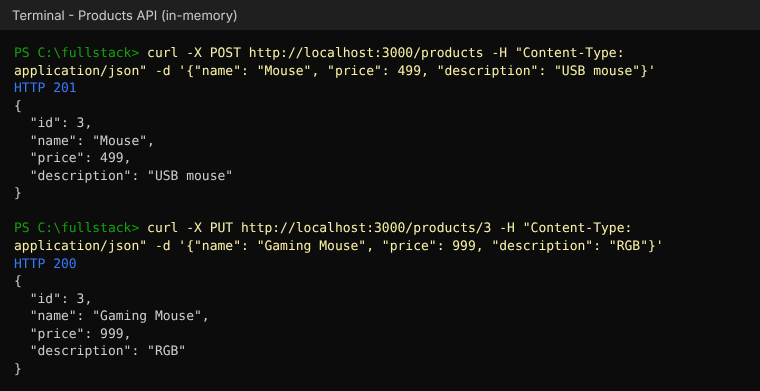 Terminal - Products API (in-memory)
PS C:\fullstack> curl -X POST http://localhost:3000/products -H "Content-Type:
application/json" -d '{"name": "Mouse", "price": 499, "description": "USB mouse"}'
HTTP 201
{
  "id": 3,
  "name": "Mouse",
  "price": 499,
  "description": "USB mouse"
}
PS C:\fullstack> curl -X PUT http://localhost:3000/products/3 -H "Content-Type:
application/json" -d '{"name": "Gaming Mouse", "price": 999, "description": "RGB"}'
HTTP 200
{
  "id": 3,
  "name": "Gaming Mouse",
  "price": 999,
  "description": "RGB"
}